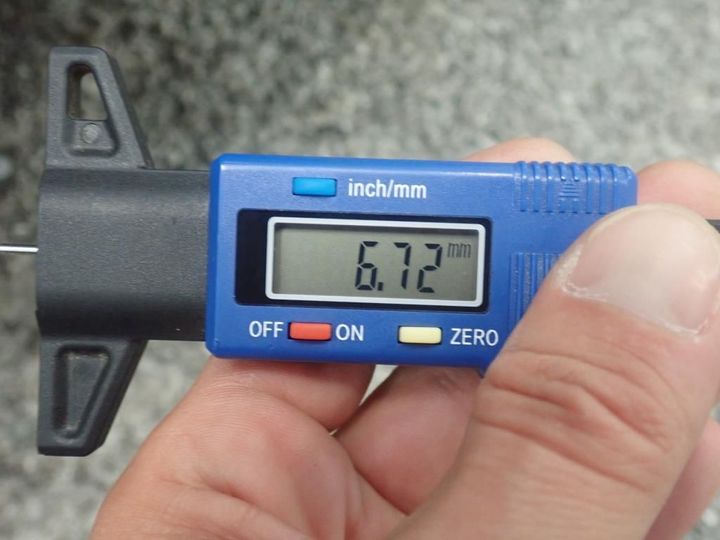 inch/mm
6.72 mm
OFF ON ZERO